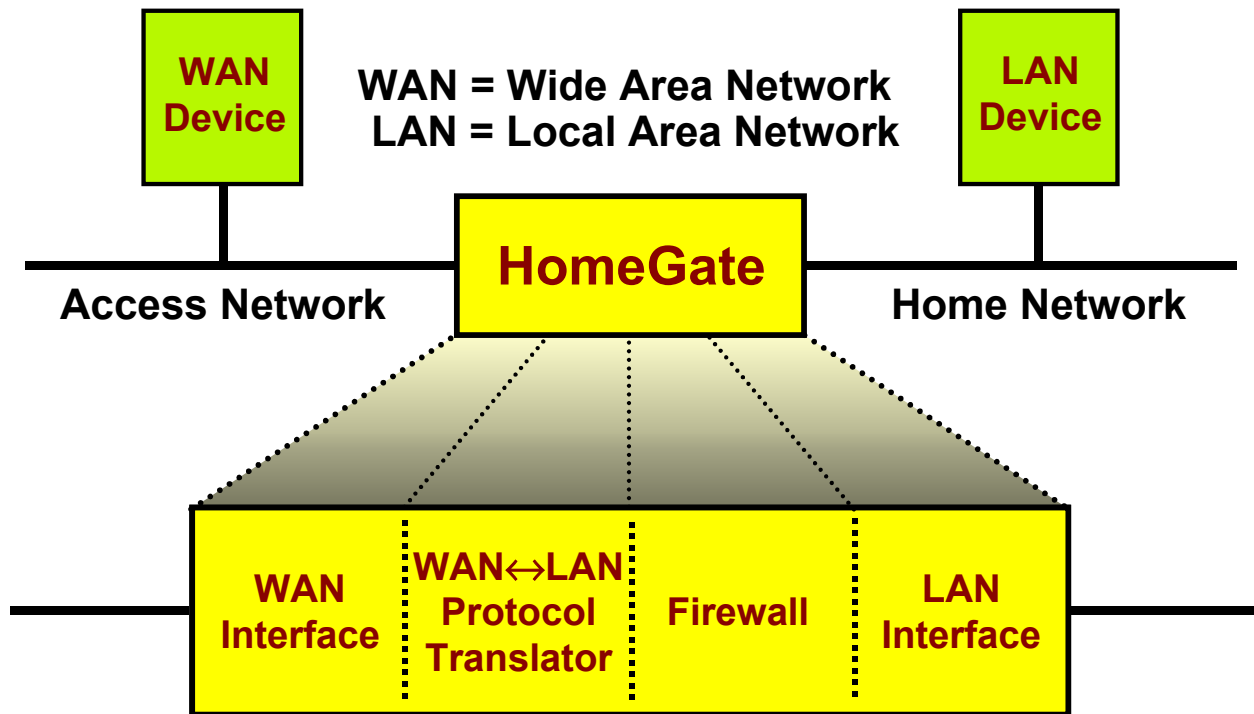 WAN
Device
WAN = Wide Area Network
LAN = Local Area Network
LAN
Device
HomeGate
Access Network
Home Network
WAN
Interface
WAN↔LAN
Protocol
Translator
Firewall
LAN
Interface